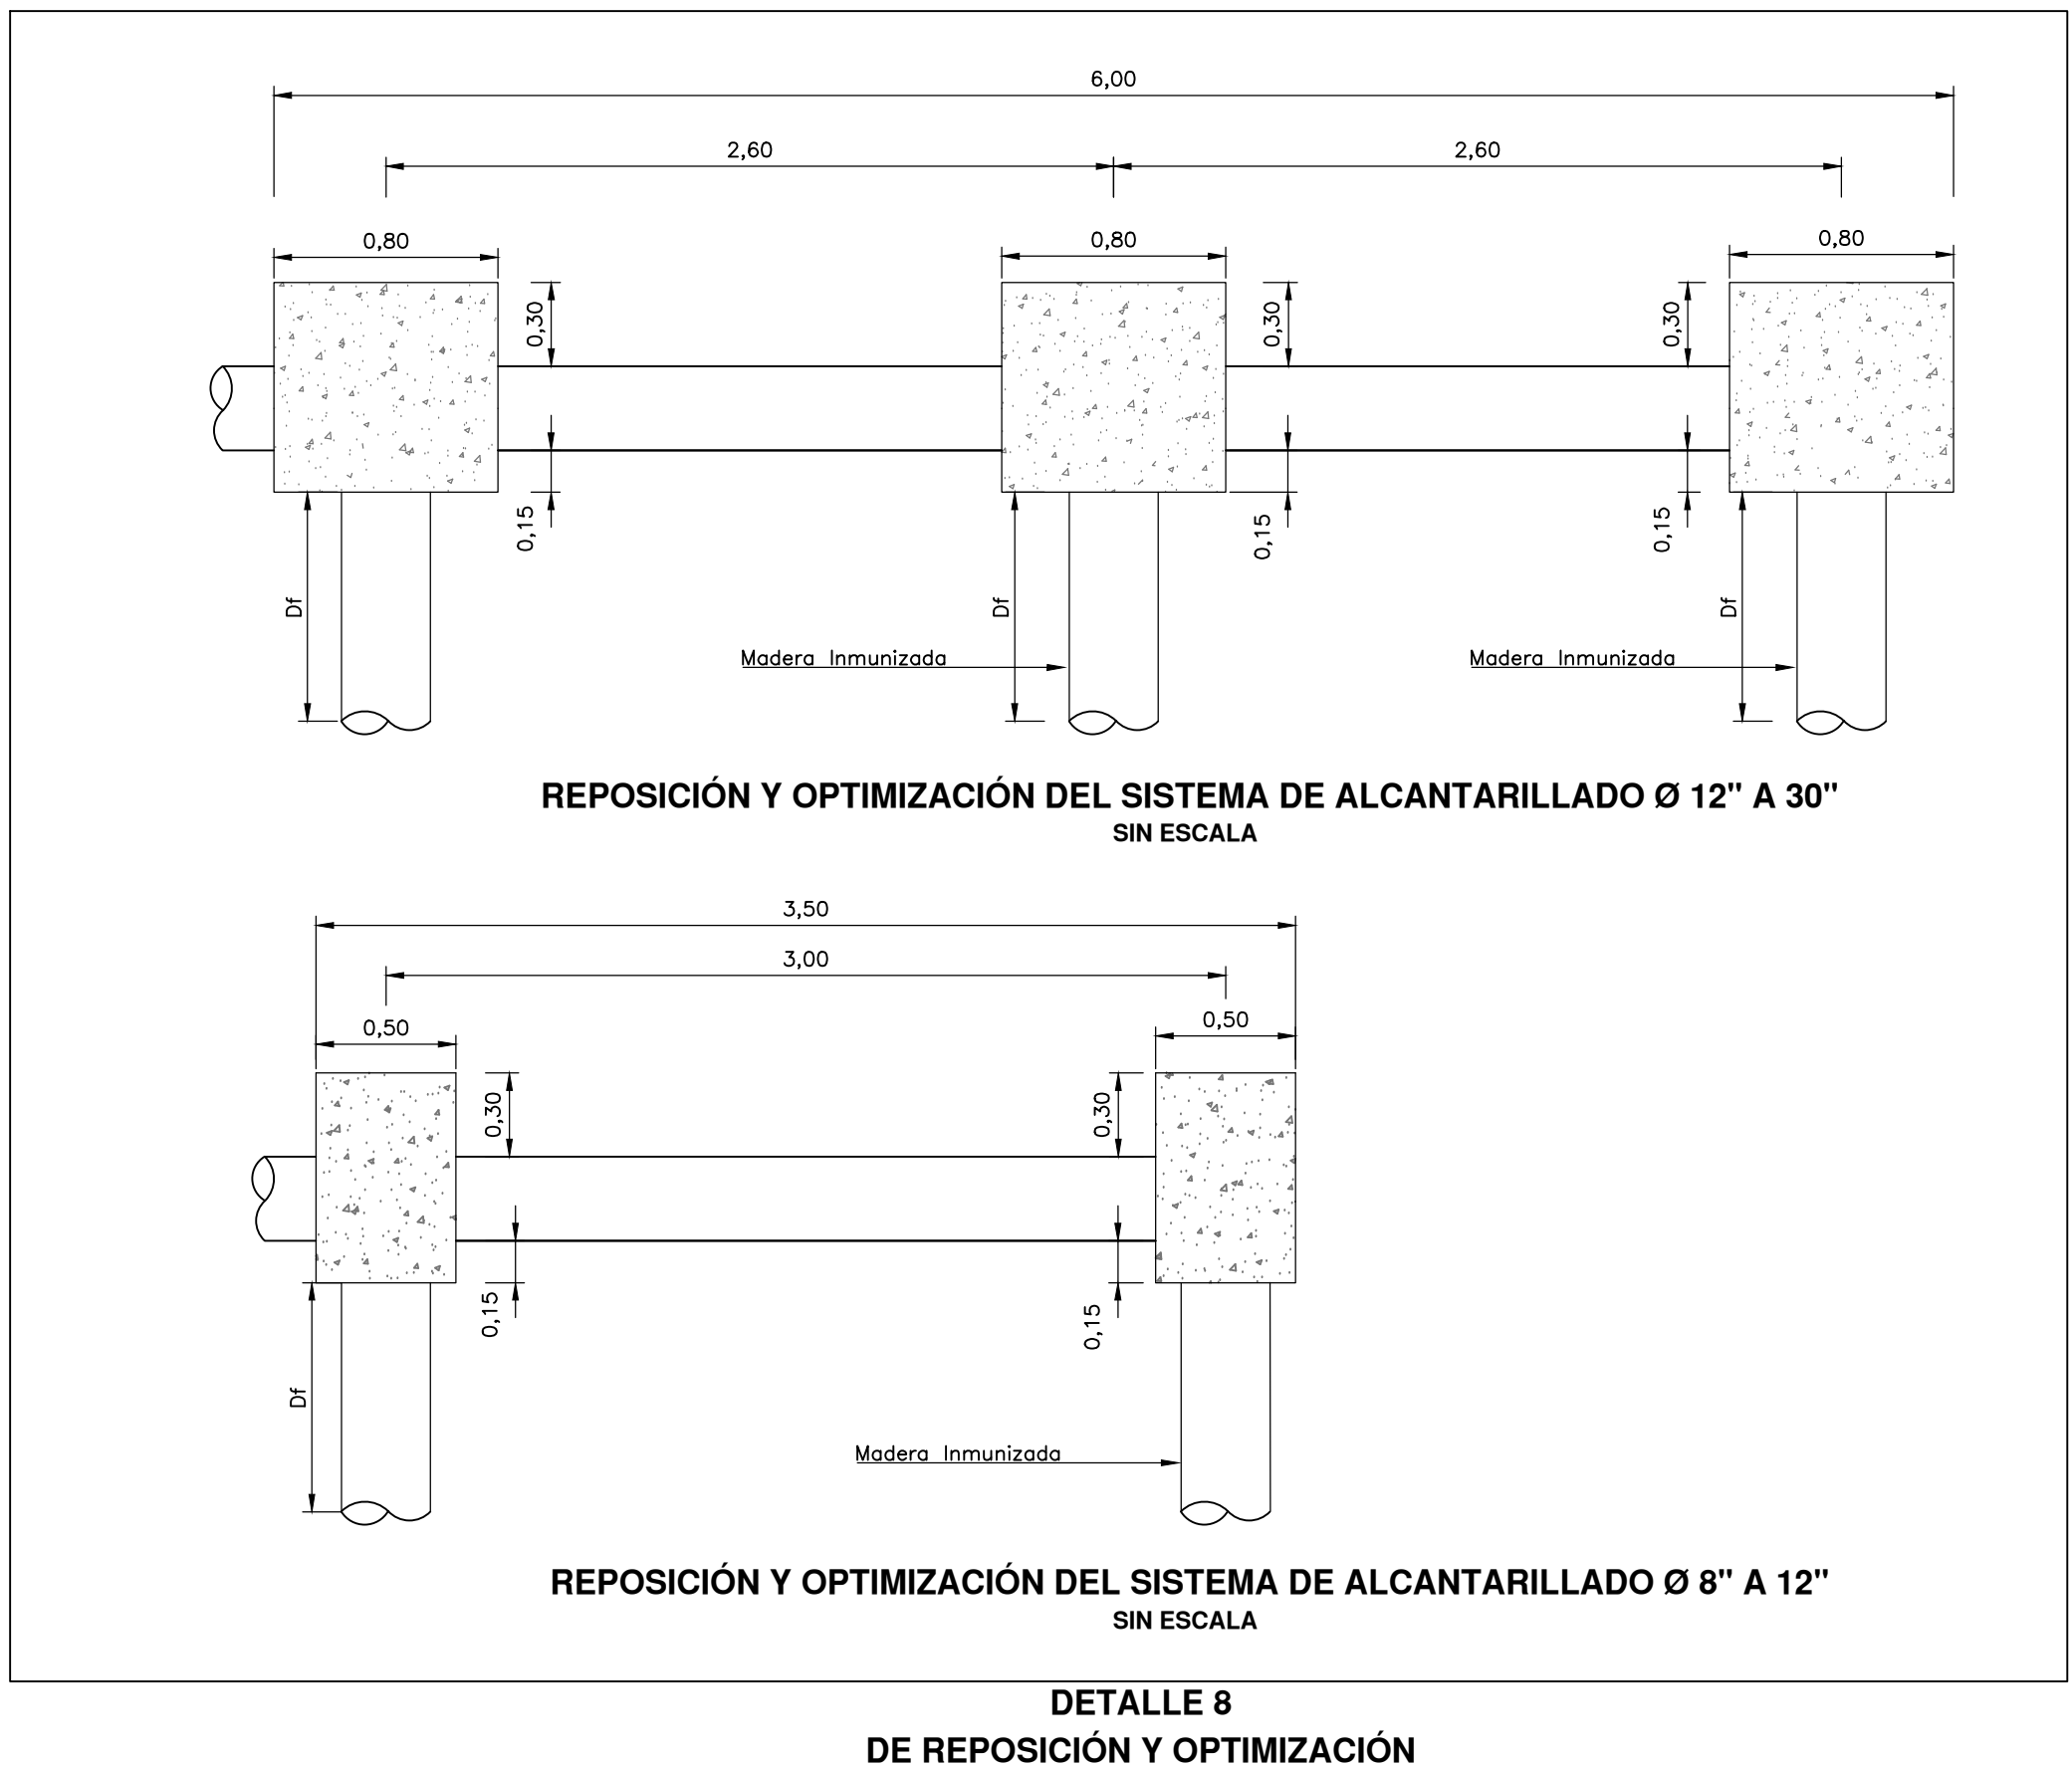 6,00
2,60 2,60
0,80 0,80 0,80
0,30 0,30 0,30
0,15 0,15 0,15
Df Df Df
Madera Inmunizada Madera Inmunizada
REPOSICIÓN Y OPTIMIZACIÓN DEL SISTEMA DE ALCANTARILLADO Ø 12" A 30"
SIN ESCALA
3,50
3,00
0,50 0,50
0,30 0,30
0,15 0,15
Df
Madera Inmunizada
REPOSICIÓN Y OPTIMIZACIÓN DEL SISTEMA DE ALCANTARILLADO Ø 8" A 12"
SIN ESCALA
DETALLE 8
DE REPOSICIÓN Y OPTIMIZACIÓN